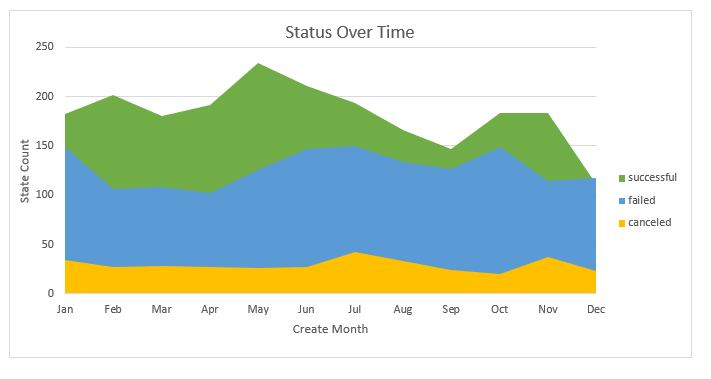 Status Over Time
250
200
150
100
50
0
State Count
Jan Feb Mar Apr May Jun Jul Aug Sep Oct Nov Dec
Create Month
successful
failed
canceled